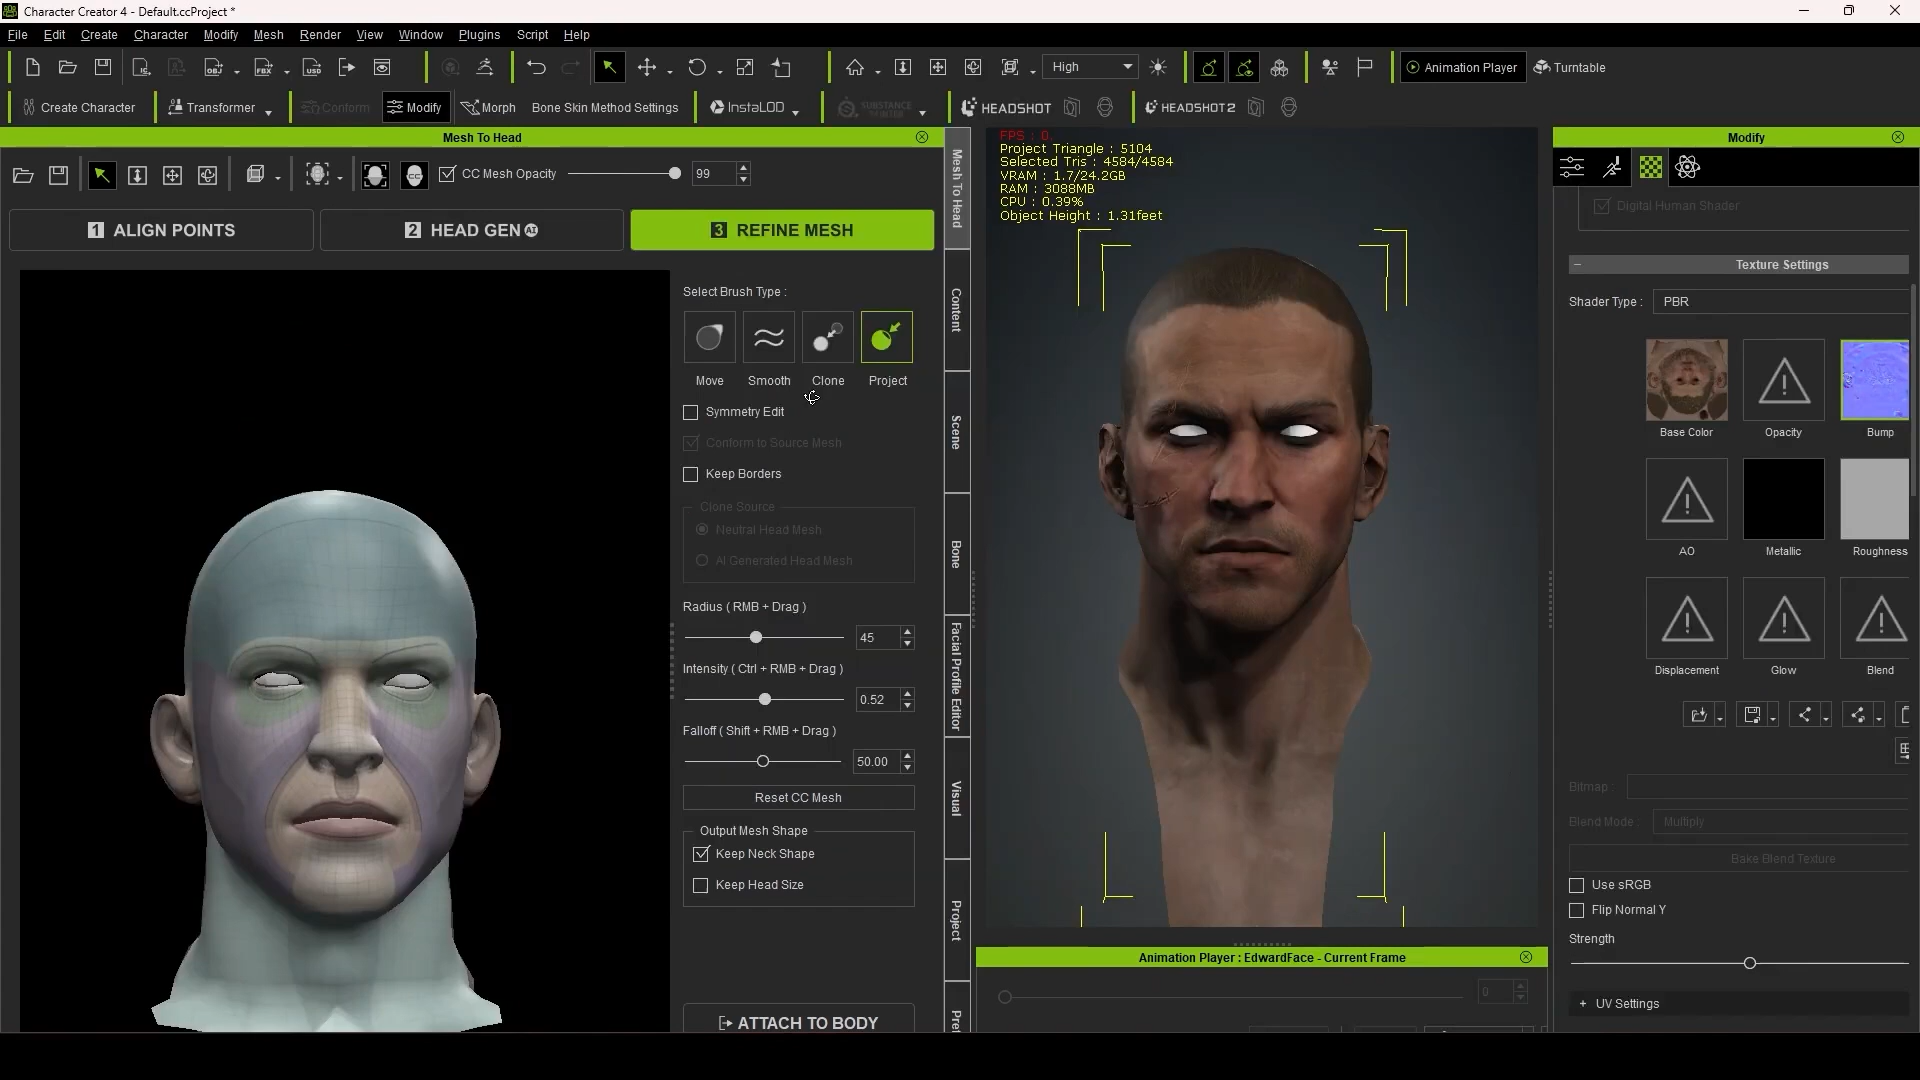 Character Creator 4 - Default.ccProject *
File Edit Create Character Modify Mesh Render View Window Plugins Script Help
High
Animation Player
Turntable
Create Character
Transformer
Conform
Modify
Morph
Bone Skin Method Settings
InstaLOD
SUBSTANCE
HEADSHOT
HEADSHOT 2
Mesh To Head
CC Mesh Opacity
99
1 ALIGN POINTS
2 HEAD GEN AI
3 REFINE MESH
Select Brush Type :
Move Smooth Clone Project
Symmetry Edit
Conform to Source Mesh
Keep Borders
Clone Source
Neutral Head Mesh
AI Generated Head Mesh
Radius ( RMB + Drag )
45
Intensity ( Ctrl + RMB + Drag )
0.52
Falloff ( Shift + RMB + Drag )
50.00
Reset CC Mesh
Output Mesh Shape
Keep Neck Shape
Keep Head Size
ATTACH TO BODY
Mesh To Head
Content
Scene
Bone
Facial Profile Editor
Visual
Project
FPS : 0.
Project Triangle : 5104
Selected Tris : 4584/4584
VRAM : 1.7/24.2GB
RAM : 3088MB
CPU : 0.39%
Object Height : 1.31feet
Animation Player : EdwardFace - Current Frame
0
Modify
Digital Human Shader
Texture Settings
Shader Type : PBR
Base Color Opacity Bump
AO Metallic Roughness
Displacement Glow Blend
Bitmap :
Blend Mode : Multiply
Bake Blend Texture
Use sRGB
Flip Normal Y
Strength
+ UV Settings